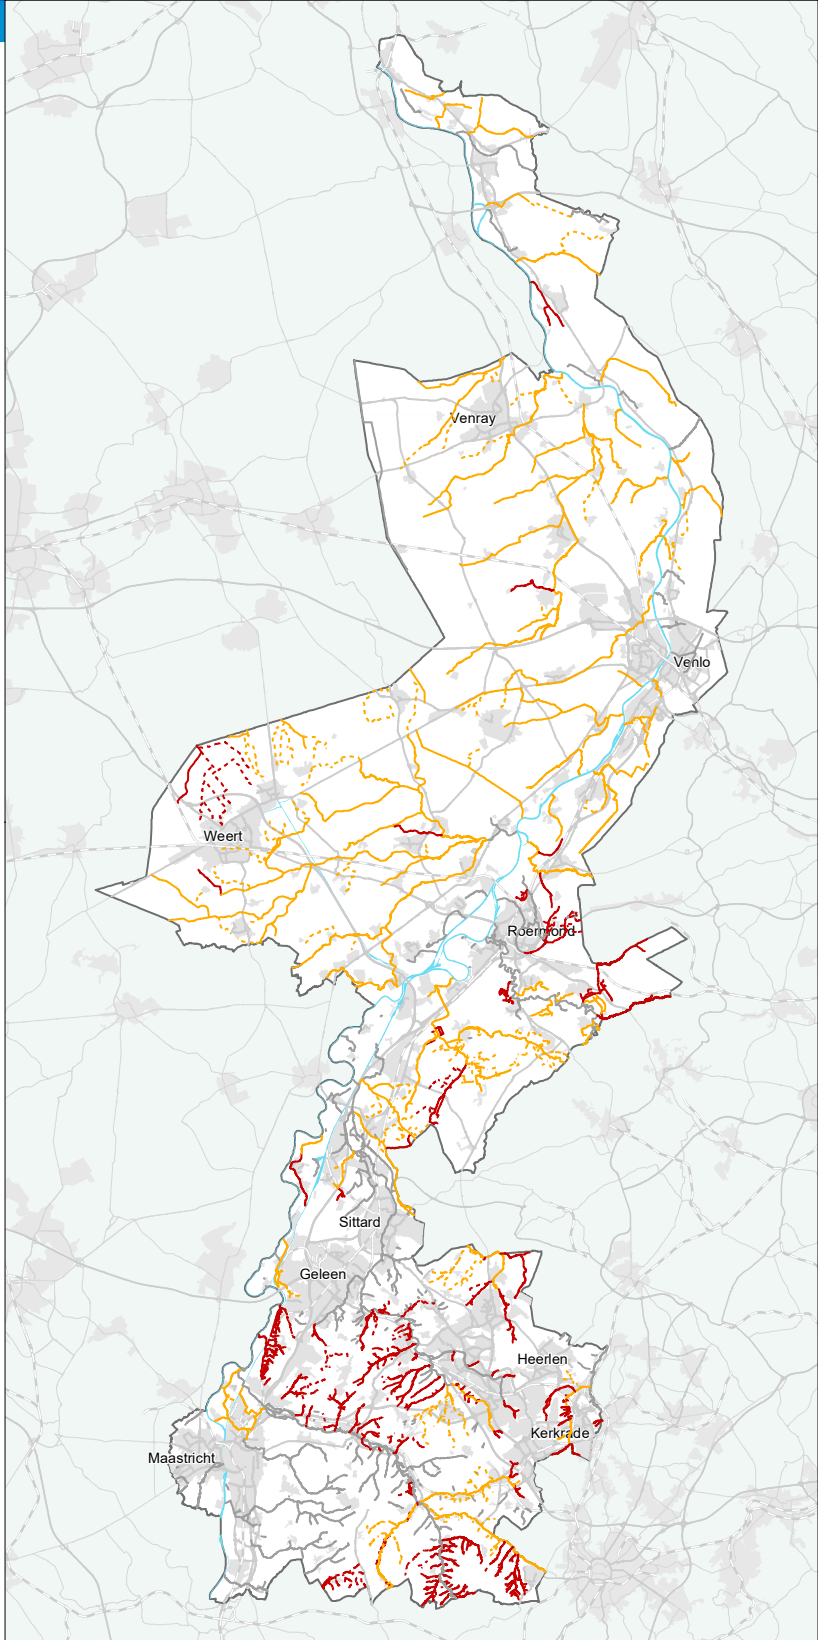 Venray
Venlo
Weert
Roermond
Sittard
Geleen
Heerlen
Kerkrade
Maastricht